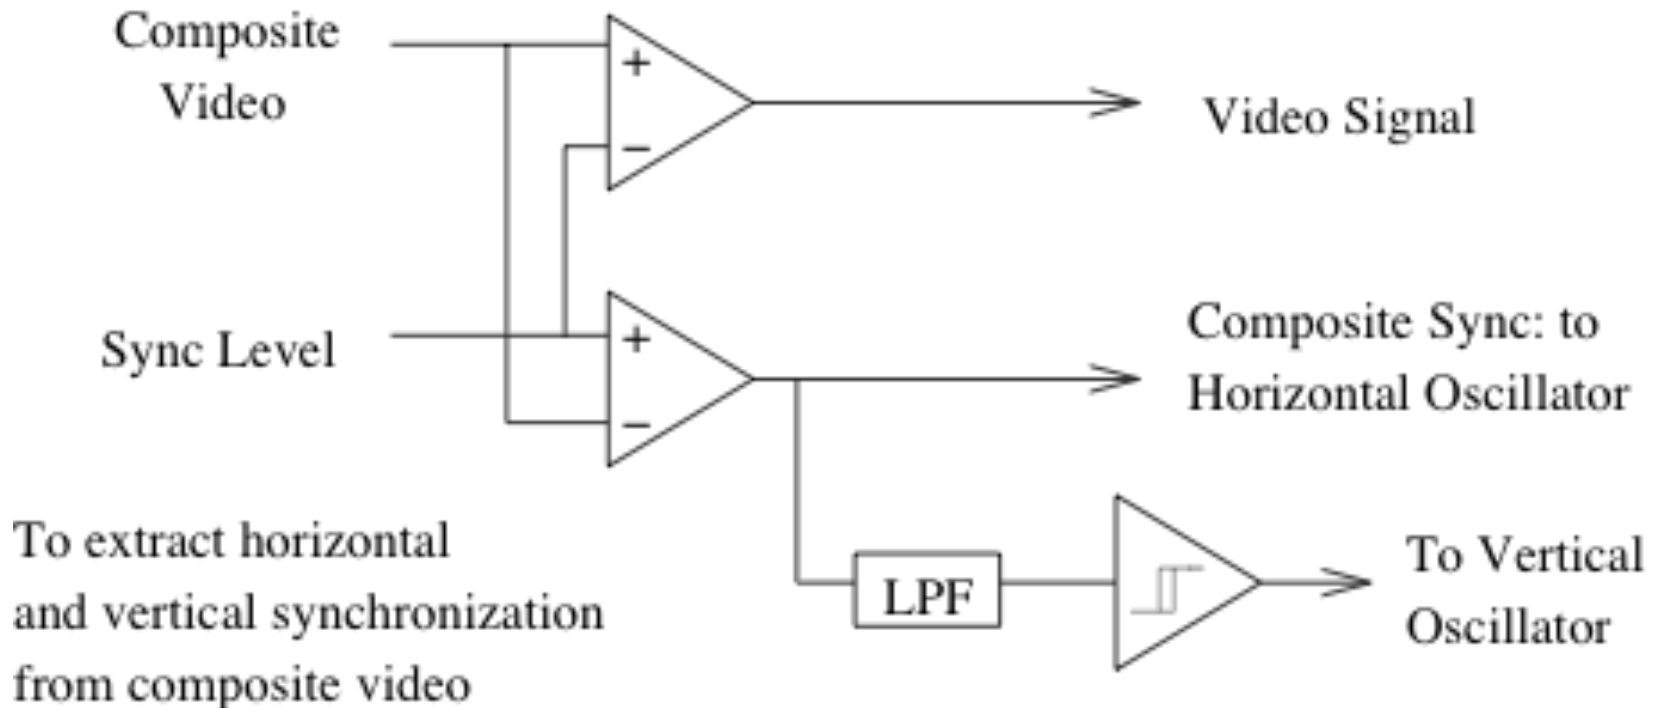 Composite
Video
+
−
Video Signal
Sync Level
+
−
Composite Sync: to
Horizontal Oscillator
LPF
To Vertical
Oscillator
To extract horizontal
and vertical synchronization
from composite video